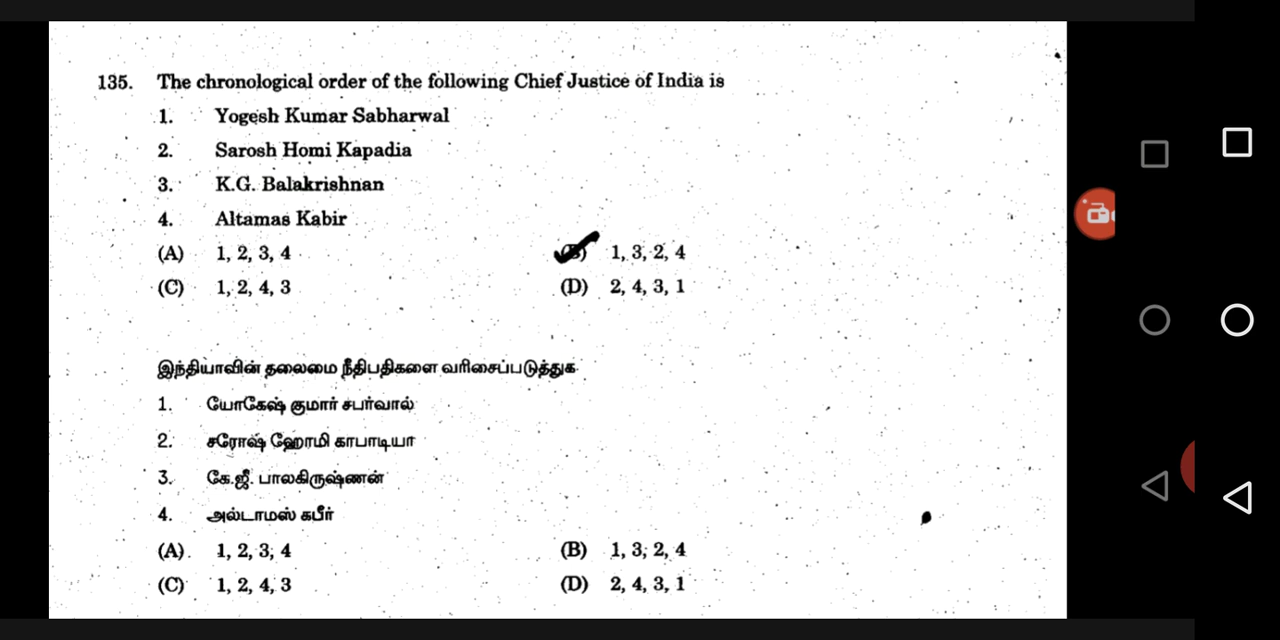 135. The chronological order of the following Chief Justice of India is
1. Yogesh Kumar Sabharwal
2. Sarosh Homi Kapadia
3. K.G. Balakrishnan
4. Altamas Kabir
(A) 1, 2, 3, 4 (B) 1, 3, 2, 4
(C) 1, 2, 4, 3 (D) 2, 4, 3, 1
இந்தியாவின் தலைமை நீதிபதிகளை வரிசைப்படுத்துக
1. யோகேஷ் குமார் சபர்வால்
2. சரோஷ் ஹோமி காபாடியா
3. கே.ஜீ. பாலகிருஷ்ணன்
4. அல்டாமஸ் கபீர்
(A) 1, 2, 3, 4 (B) 1, 3, 2, 4
(C) 1, 2, 4, 3 (D) 2, 4, 3, 1